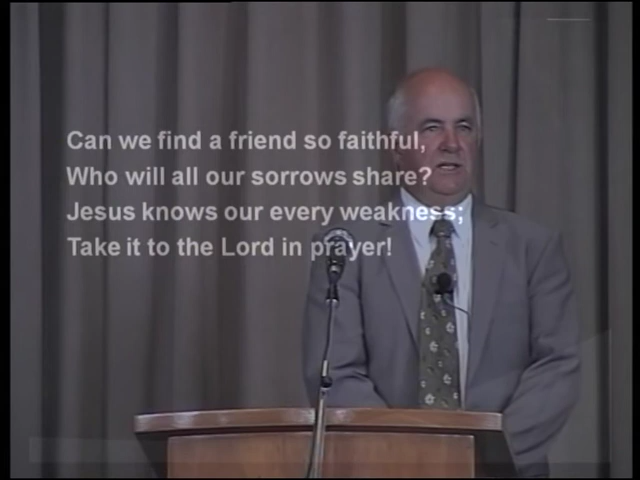 Can we find a friend so faithful,
Who will all our sorrows share?
Jesus knows our every weakness;
Take it to the Lord in prayer!